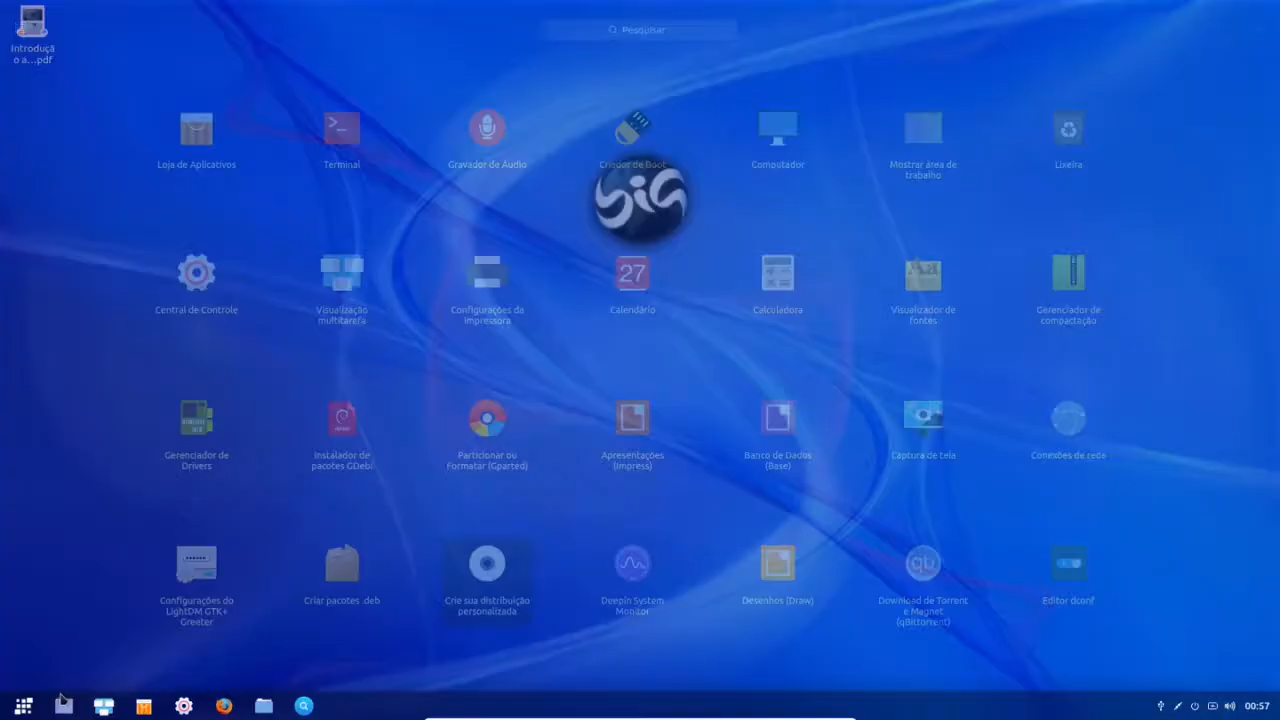 Pesquisar
Introduçã
o a...pdf
Loja de Aplicativos
Terminal
Gravador de Áudio
Criador de Boot
Computador
Mostrar área de
trabalho
Lixeira
Central de Controle
Visualização
multitarefa
Configurações da
impressora
27
Calendário
Calculadora
Visualizador de
fontes
Gerenciador de
compactação
Gerenciador de
Drivers
Instalador de
pacotes GDebi
Particionar ou
Formatar (Gparted)
Apresentações
(Impress)
Banco de Dados
(Base)
Captura de tela
Conexões de rede
Configurações do
LightDM GTK+
Greeter
Criar pacotes .deb
Crie sua distribuição
personalizada
Deepin System
Monitor
Desenhos (Draw)
qb
Download de Torrent
e Magnet
(qBittorrent)
Editor dconf
00:57